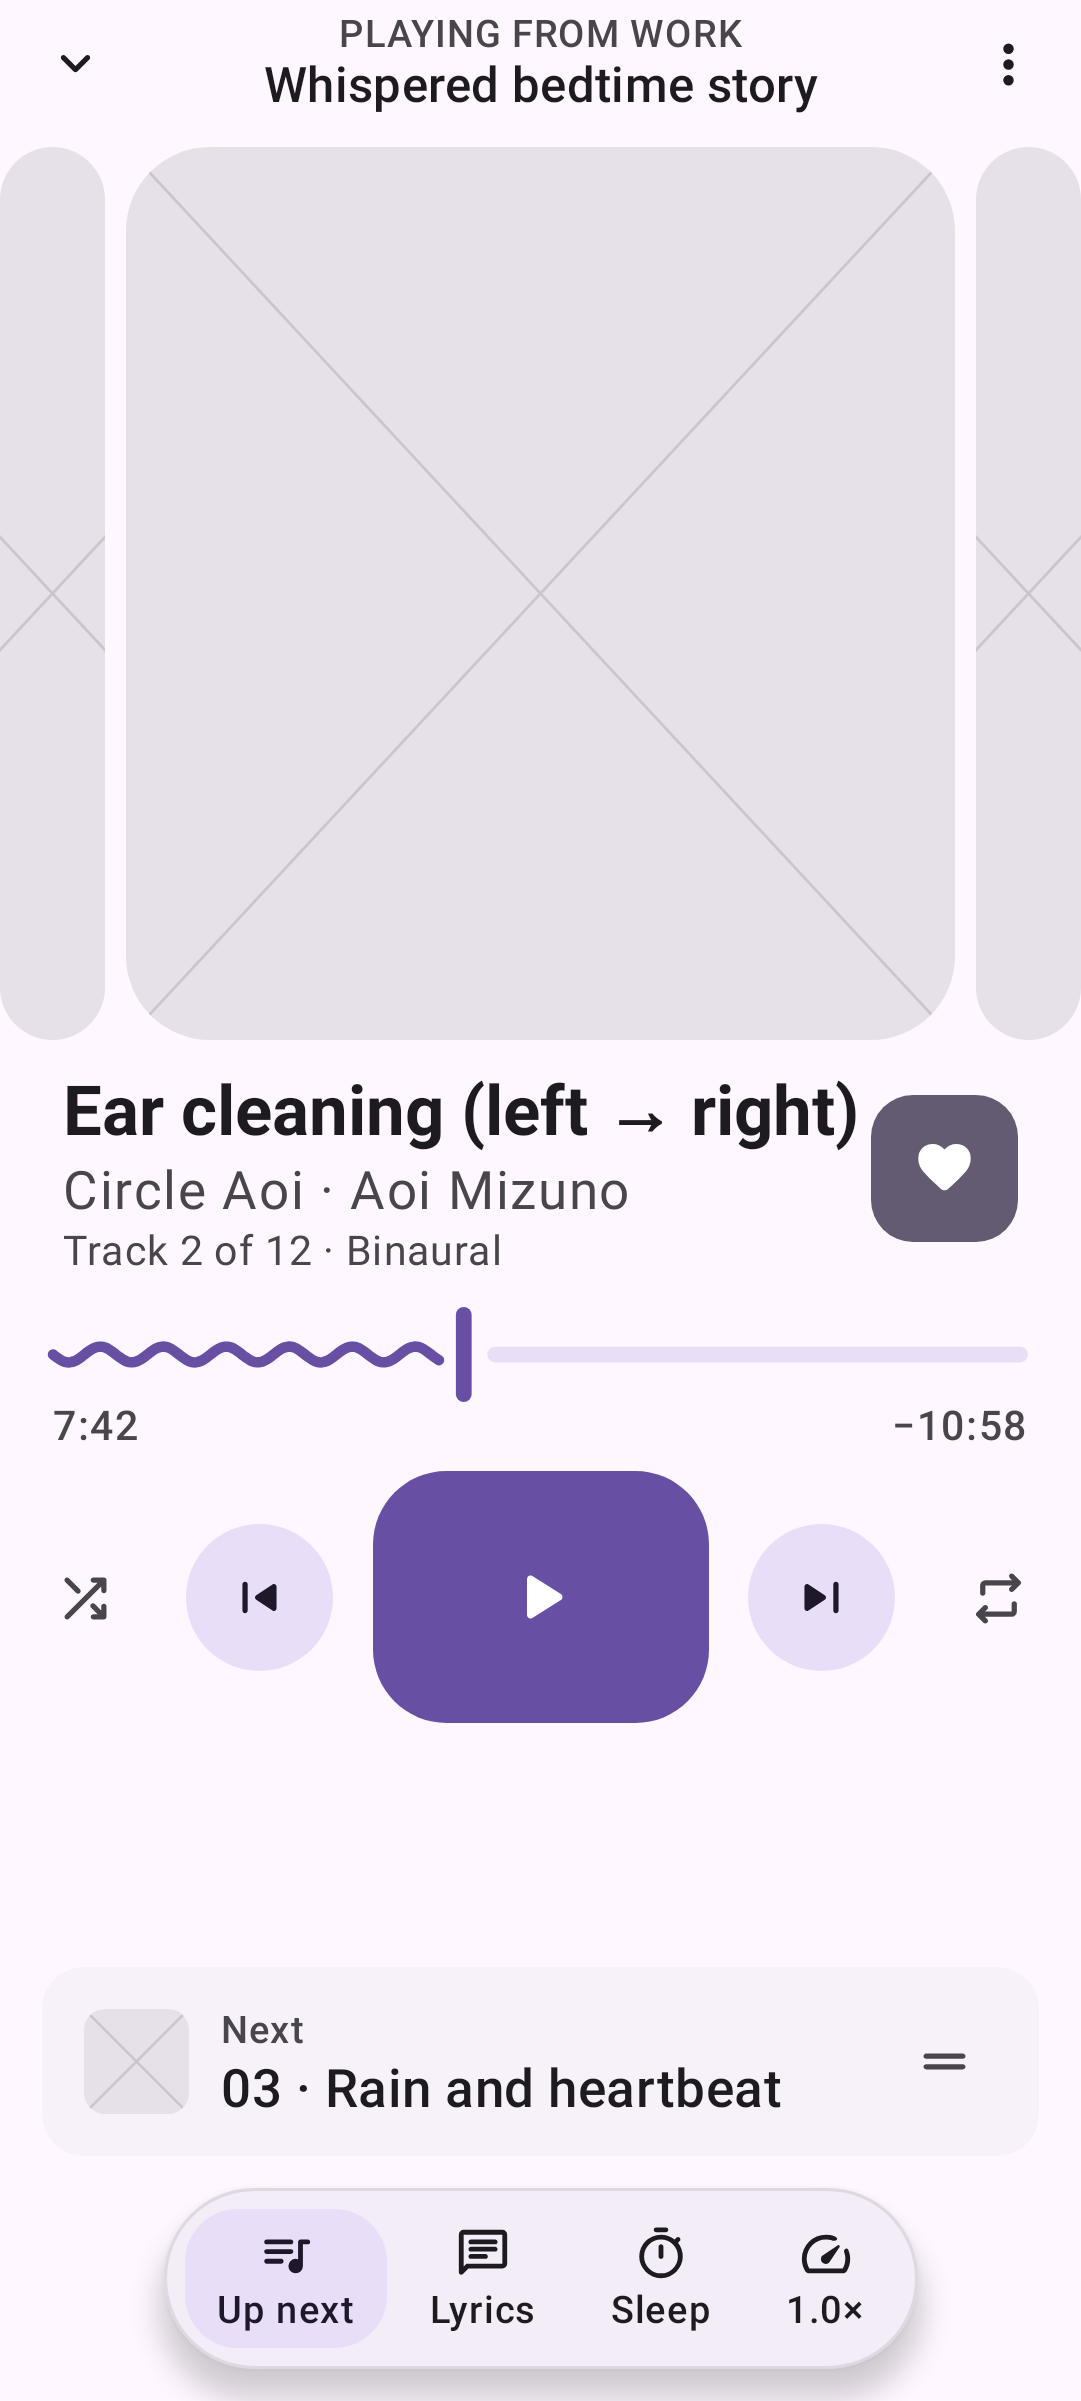 PLAYING FROM WORK
Whispered bedtime story
Ear cleaning (left → right)
Circle Aoi · Aoi Mizuno
Track 2 of 12 · Binaural
7:42
−10:58
Next
03 · Rain and heartbeat
Up next
Lyrics
Sleep
1.0×